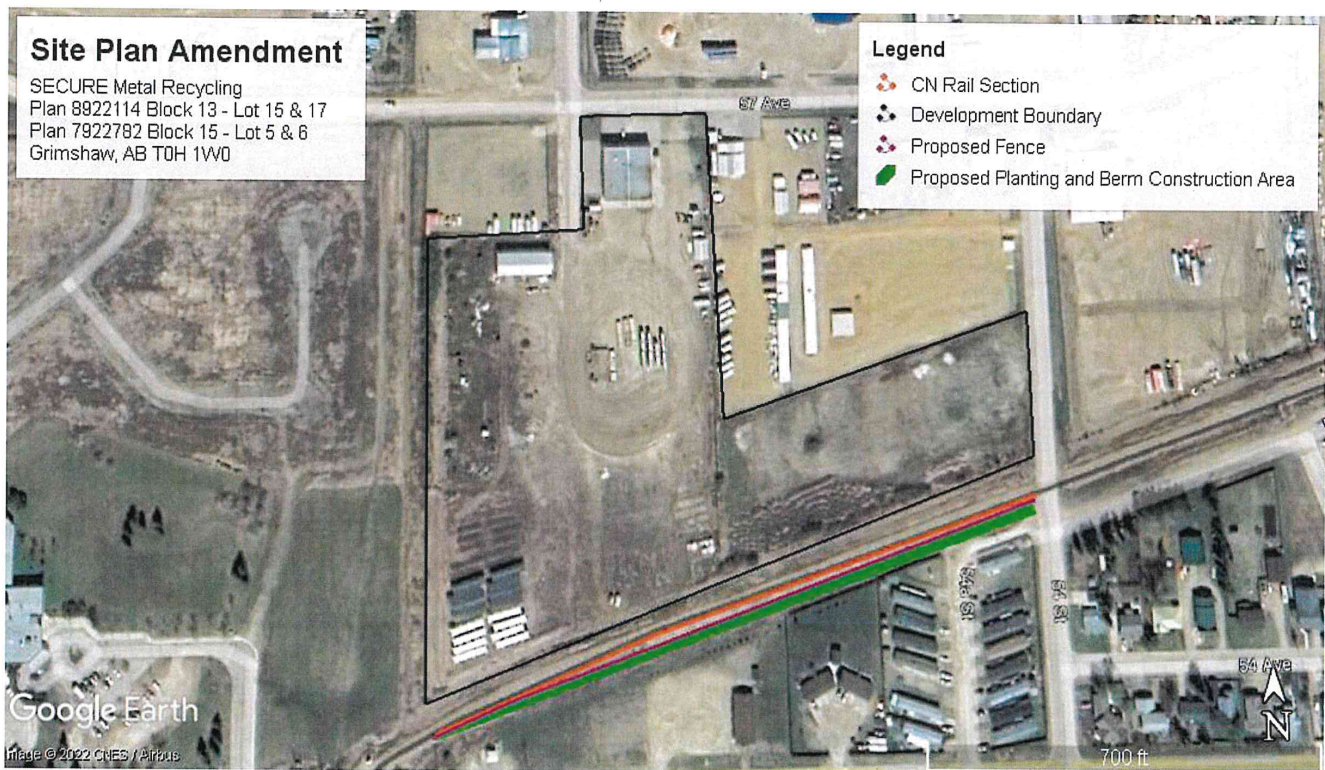 Site Plan Amendment
SECURE Metal Recycling
Plan 8922114 Block 13 - Lot 15 & 17
Plan 7922782 Block 15 - Lot 5 & 6
Grimshaw, AB T0H 1W0
Legend
CN Rail Section
Development Boundary
Proposed Fence
Proposed Planting and Berm Construction Area
57 Ave
54a St
54 St
54 Ave
N
Google Earth
Image © 2022 CNES / Airbus
700 ft